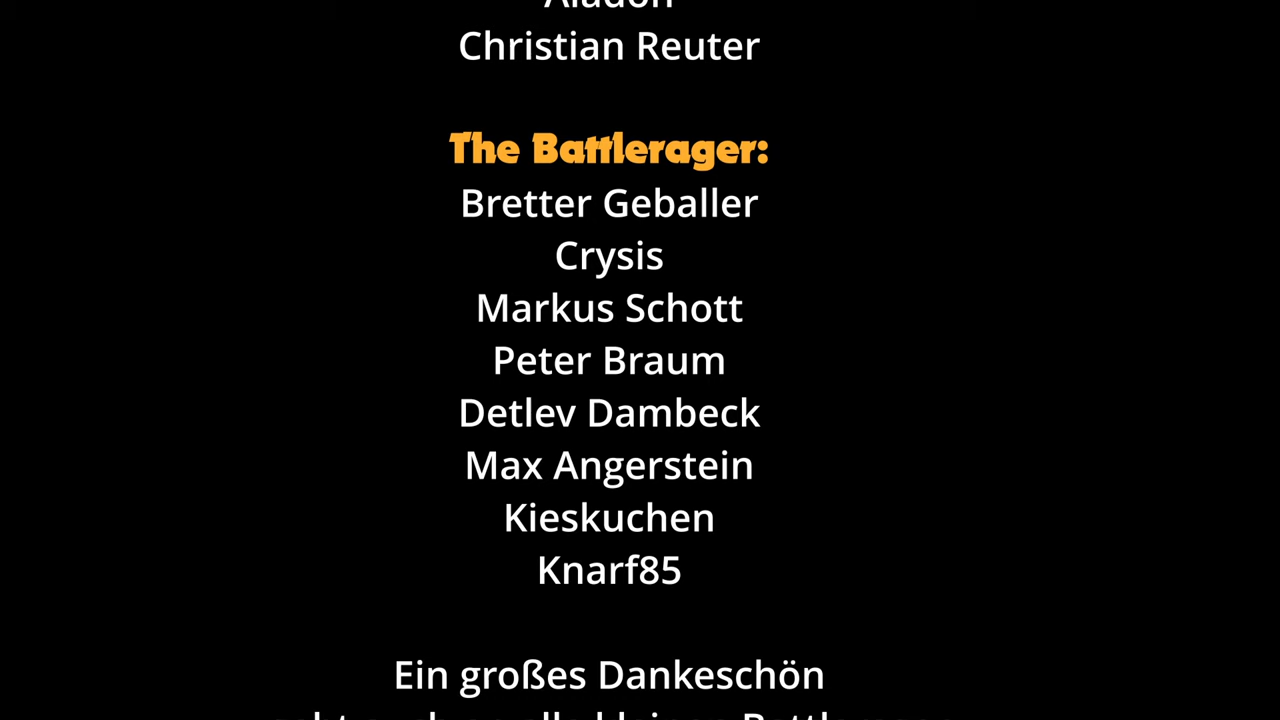 Christian Reuter
The Battlerager:
Bretter Geballer
Crysis
Markus Schott
Peter Braum
Detlev Dambeck
Max Angerstein
Kieskuchen
Knarf85
Ein großes Dankeschön